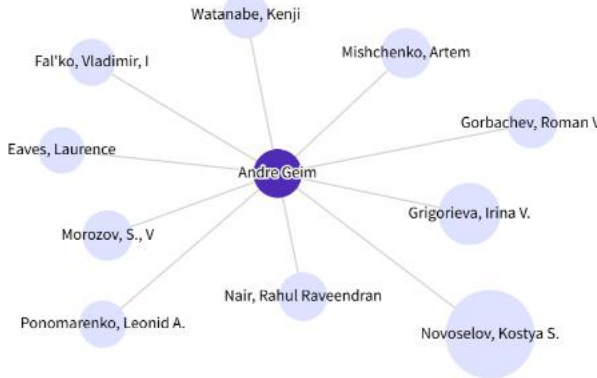 Watanabe, Kenji
Mishchenko, Artem
Fal'ko, Vladimir, I
Gorbachev, Roman V
Eaves, Laurence
Andre Geim
Grigorieva, Irina V.
Morozov, S., V
Nair, Rahul Raveendran
Ponomarenko, Leonid A.
Novoselov, Kostya S.